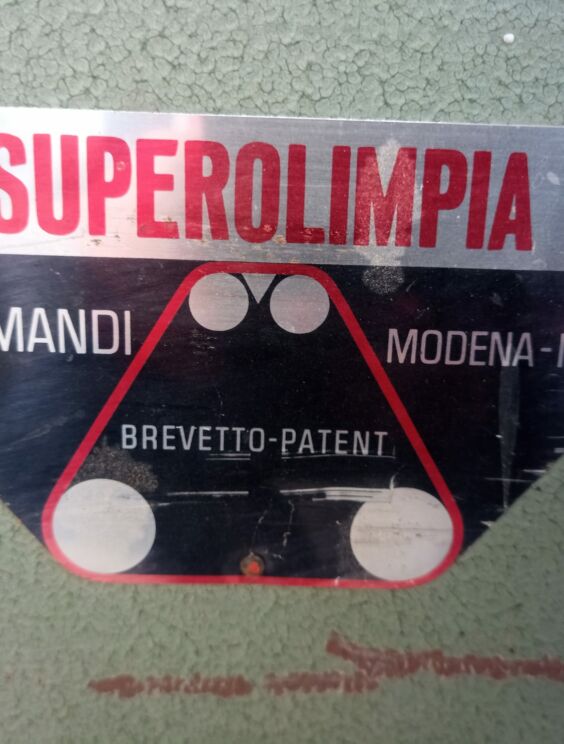 SUPEROLIMPIA
MANDI
MODENA-
BREVETTO-PATENT